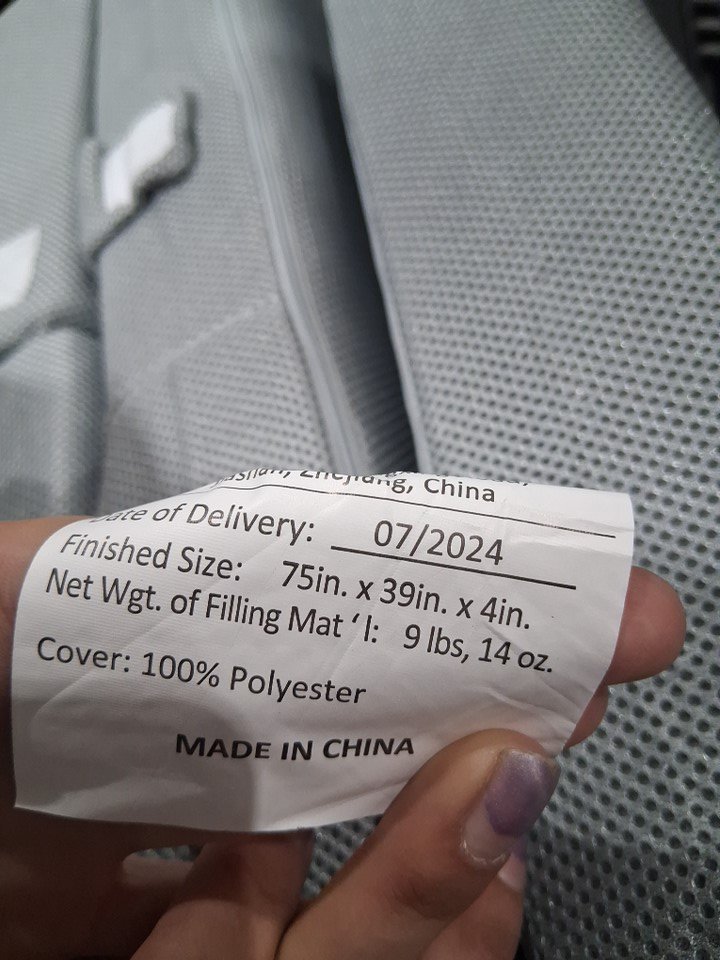 Zhejiang, China
Date of Delivery: 07/2024
Finished Size: 75in. x 39in. x 4in.
Net Wgt. of Filling Mat 'l: 9 lbs, 14 oz.
Cover: 100% Polyester
MADE IN CHINA